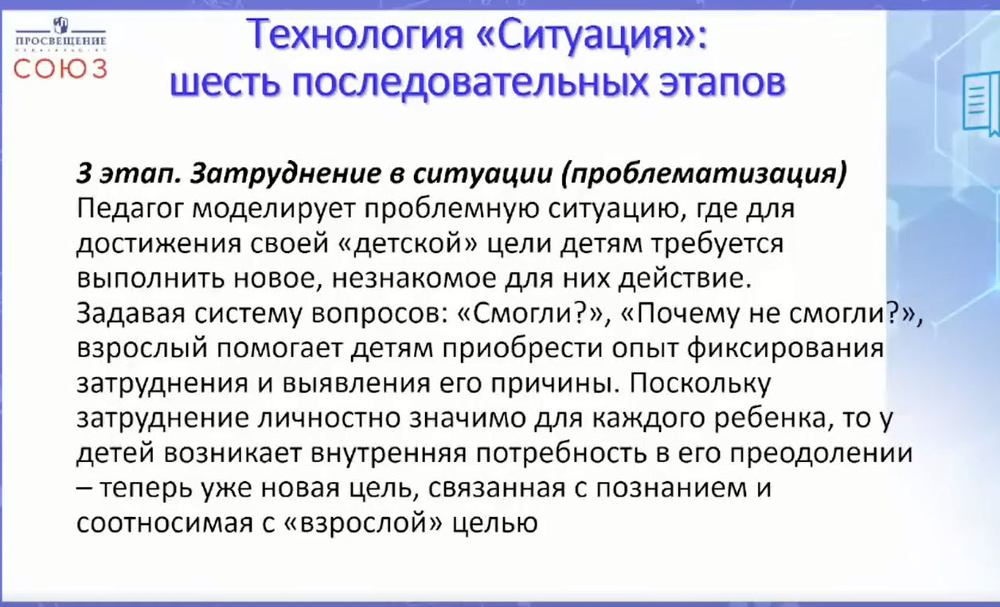 ПРОСВЕЩЕНИЕ
СОЮЗ
Технология «Ситуация»:
шесть последовательных этапов
3 этап. Затруднение в ситуации (проблематизация)
Педагог моделирует проблемную ситуацию, где для
достижения своей «детской» цели детям требуется
выполнить новое, незнакомое для них действие.
Задавая систему вопросов: «Смогли?», «Почему не смогли?»,
взрослый помогает детям приобрести опыт фиксирования
затруднения и выявления его причины. Поскольку
затруднение личностно значимо для каждого ребенка, то у
детей возникает внутренняя потребность в его преодолении
– теперь уже новая цель, связанная с познанием и
соотносимая с «взрослой» целью